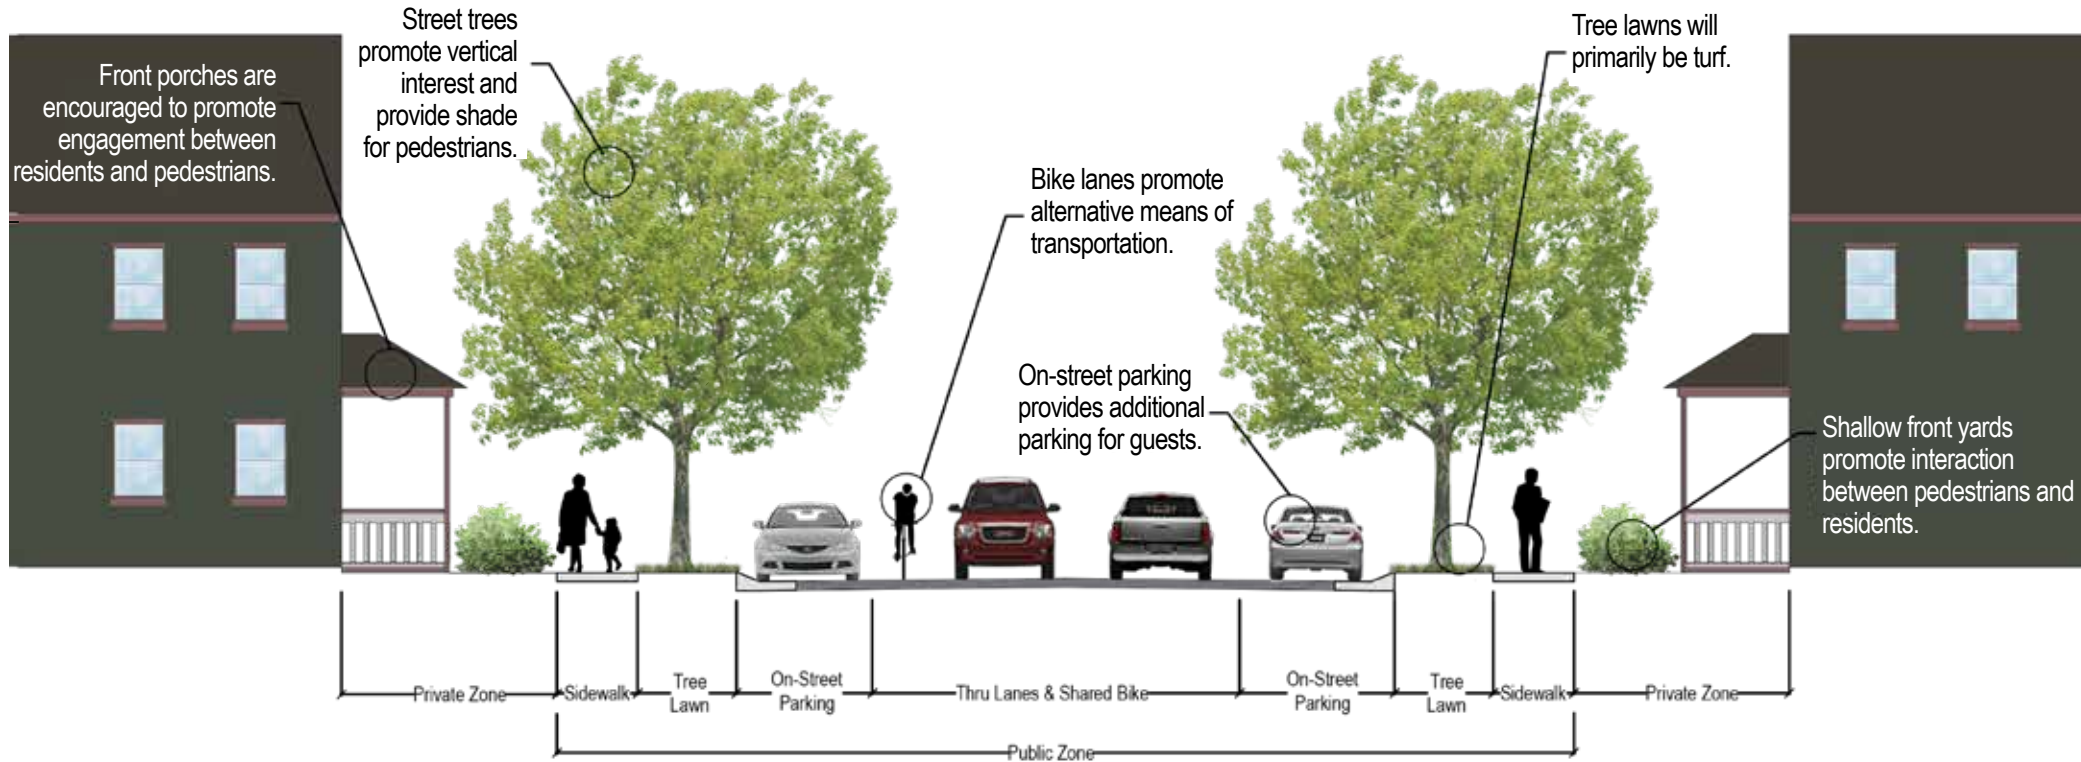 Front porches are
encouraged to promote
engagement between
residents and pedestrians.
Street trees
promote vertical
interest and
provide shade
for pedestrians.
Bike lanes promote
alternative means of
transportation.
On-street parking
provides additional
parking for guests.
Tree lawns will
primarily be turf.
Shallow front yards
promote interaction
between pedestrians and
residents.
Private Zone
Sidewalk
Tree
Lawn
On-Street
Parking
Thru Lanes & Shared Bike
On-Street
Parking
Tree
Lawn
Sidewalk
Private Zone
Public Zone